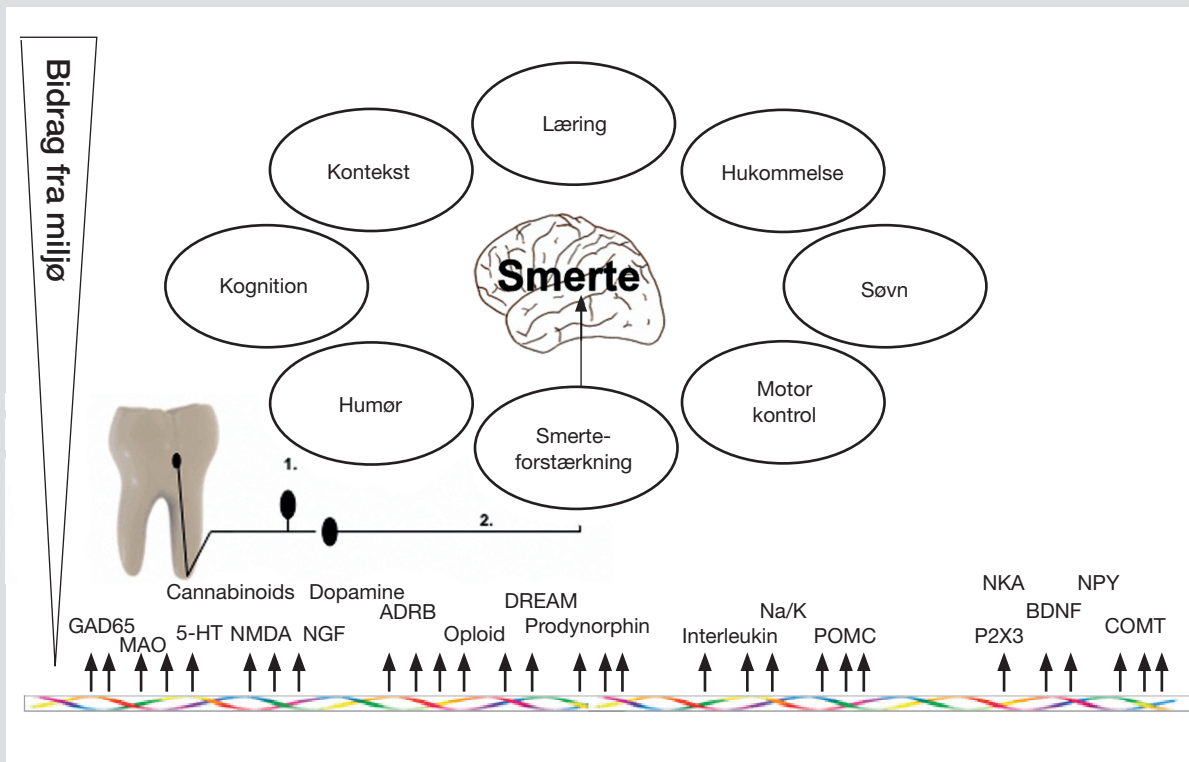 Bidrag fra miljø
Læring
Kontekst
Hukommelse
Smerte
Kognition
Søvn
Humør
Motor
kontrol
Smerte-
forstærkning
1.
2.
Cannabinoids
Dopamine
GAD65
MAO
5-HT
NMDA
NGF
ADRB
Oploid
DREAM
Prodynorphin
Interleukin
Na/K
POMC
NKA
P2X3
BDNF
NPY
COMT